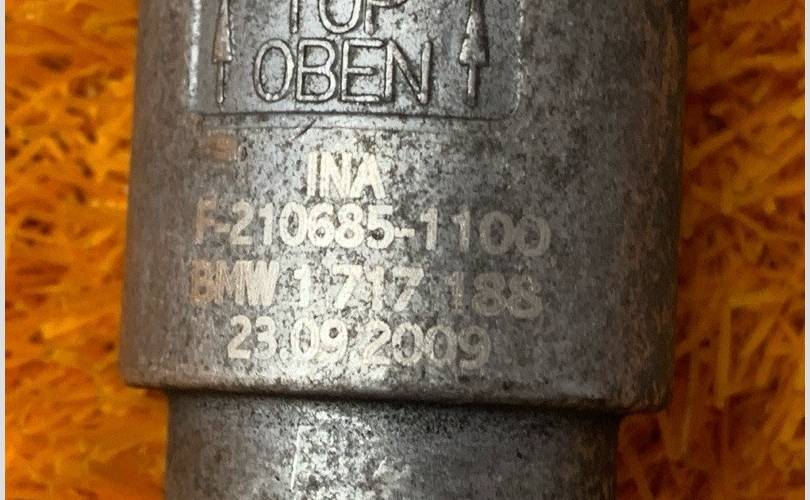 TOP
OBEN
INA
F-210685-1100
BMW 1 717 188
23.09.2009